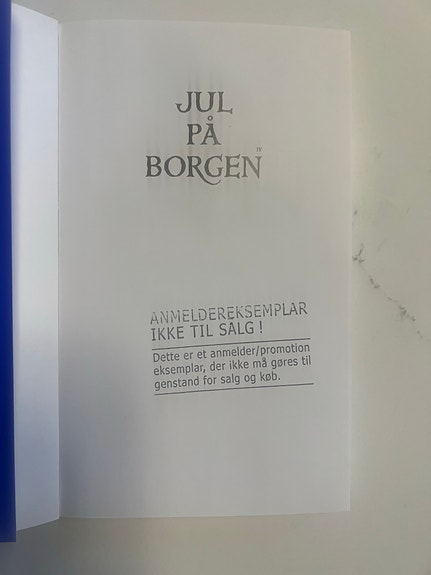 JUL
PÅ
BORGEN
IV
ANMELDEREKSEMPLAR
IKKE TIL SALG !
Dette er et anmelder/promotion
eksemplar, der ikke må gøres til
genstand for salg og køb.